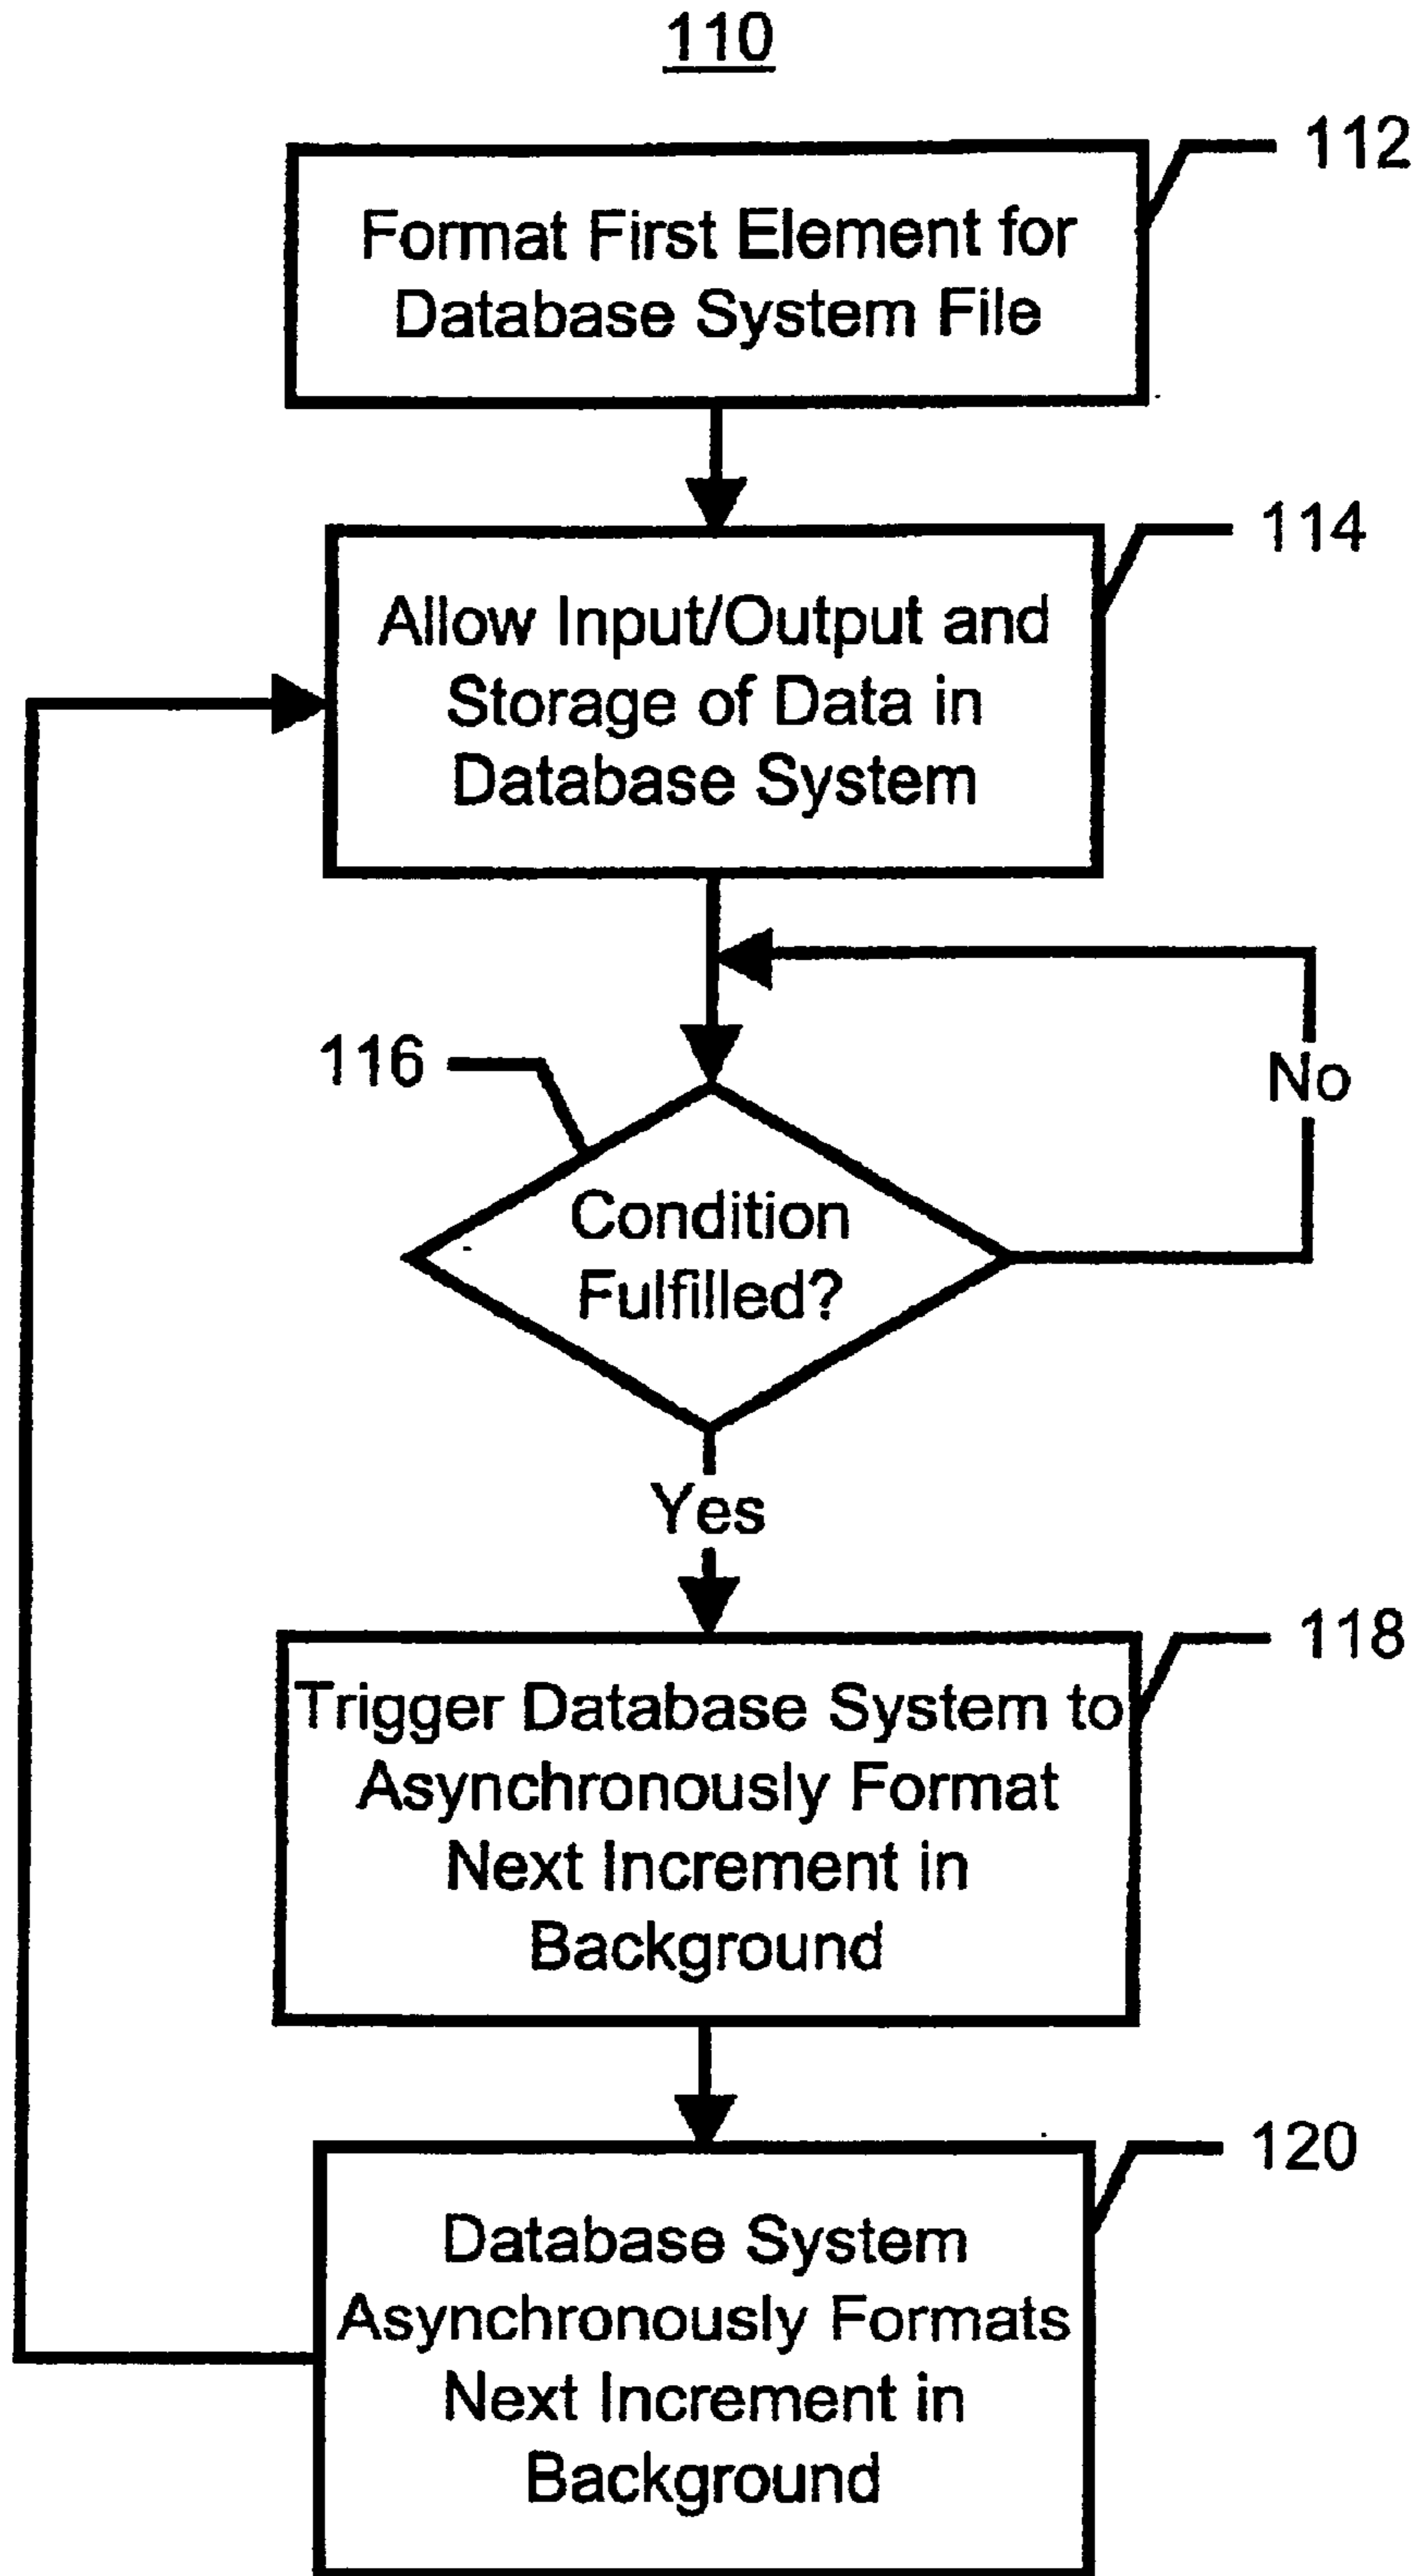 110
112
Format First Element for
Database System File
114
Allow Input/Output and
Storage of Data in
Database System
116
No
Condition
Fulfilled?
Yes
118
Trigger Database System to
Asynchronously Format
Next Increment in
Background
120
Database System
Asynchronously Formats
Next Increment in
Background